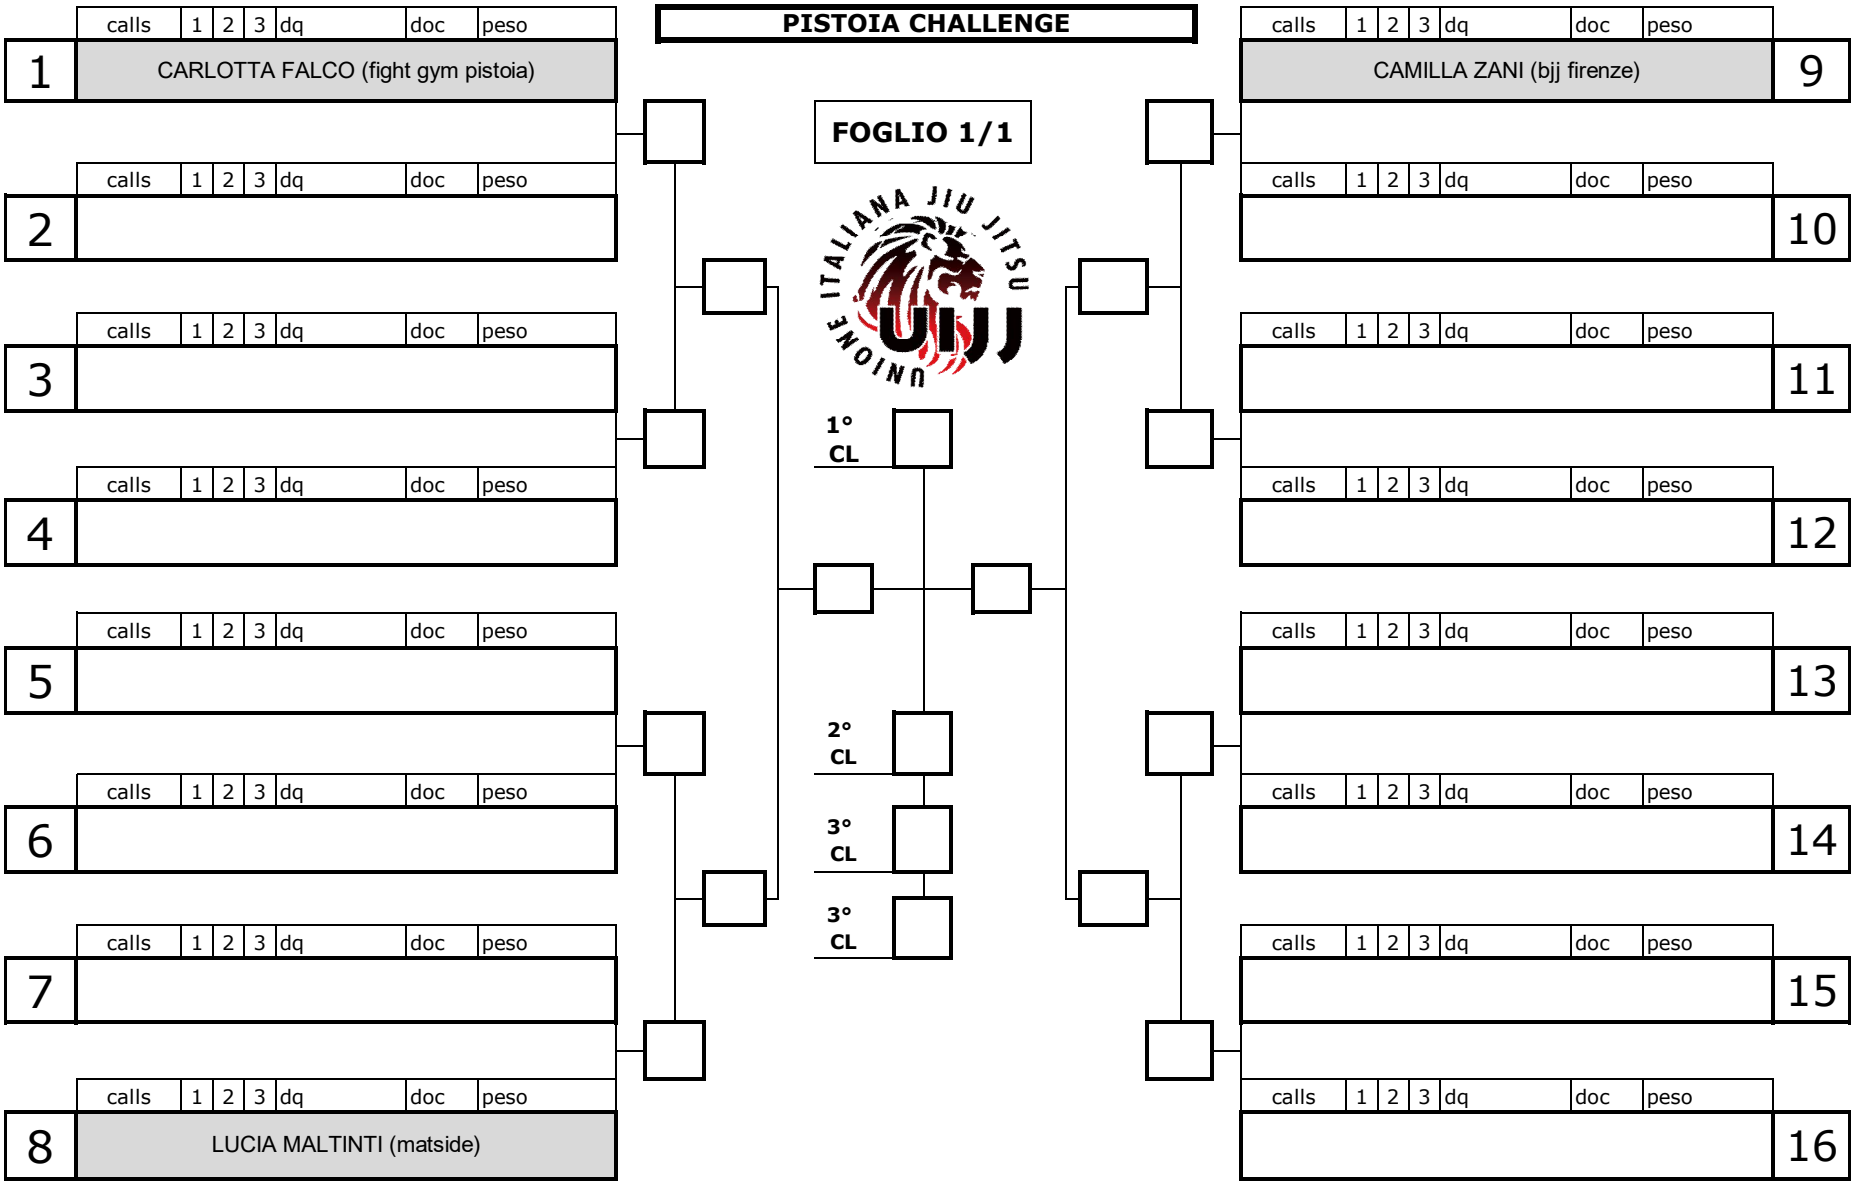 PISTOIA CHALLENGE
FOGLIO 1/1
UNIONE ITALIANA JIU JITSU
UIJJ
calls 1 2 3 dq doc peso
1 CARLOTTA FALCO (fight gym pistoia)
calls 1 2 3 dq doc peso
2
calls 1 2 3 dq doc peso
3
calls 1 2 3 dq doc peso
4
calls 1 2 3 dq doc peso
5
calls 1 2 3 dq doc peso
6
calls 1 2 3 dq doc peso
7
calls 1 2 3 dq doc peso
8 LUCIA MALTINTI (matside)
1°
CL
2°
CL
3°
CL
3°
CL
calls 1 2 3 dq doc peso
CAMILLA ZANI (bjj firenze) 9
calls 1 2 3 dq doc peso
10
calls 1 2 3 dq doc peso
11
calls 1 2 3 dq doc peso
12
calls 1 2 3 dq doc peso
13
calls 1 2 3 dq doc peso
14
calls 1 2 3 dq doc peso
15
calls 1 2 3 dq doc peso
16